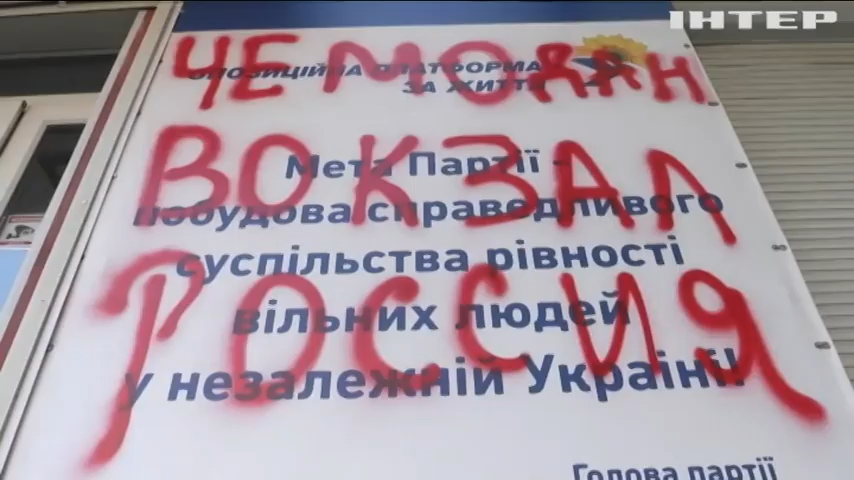 ІНТЕР
ОПОЗИЦІЙНА ПЛАТФОРМА
ЗА ЖИТТЯ
ЧЕМОДАН
ВОКЗАЛ
РОССИЯ
Мета Партії -
побудова справедливого
суспільства рівності
вільних людей
у незалежній Україні!
Голова партії